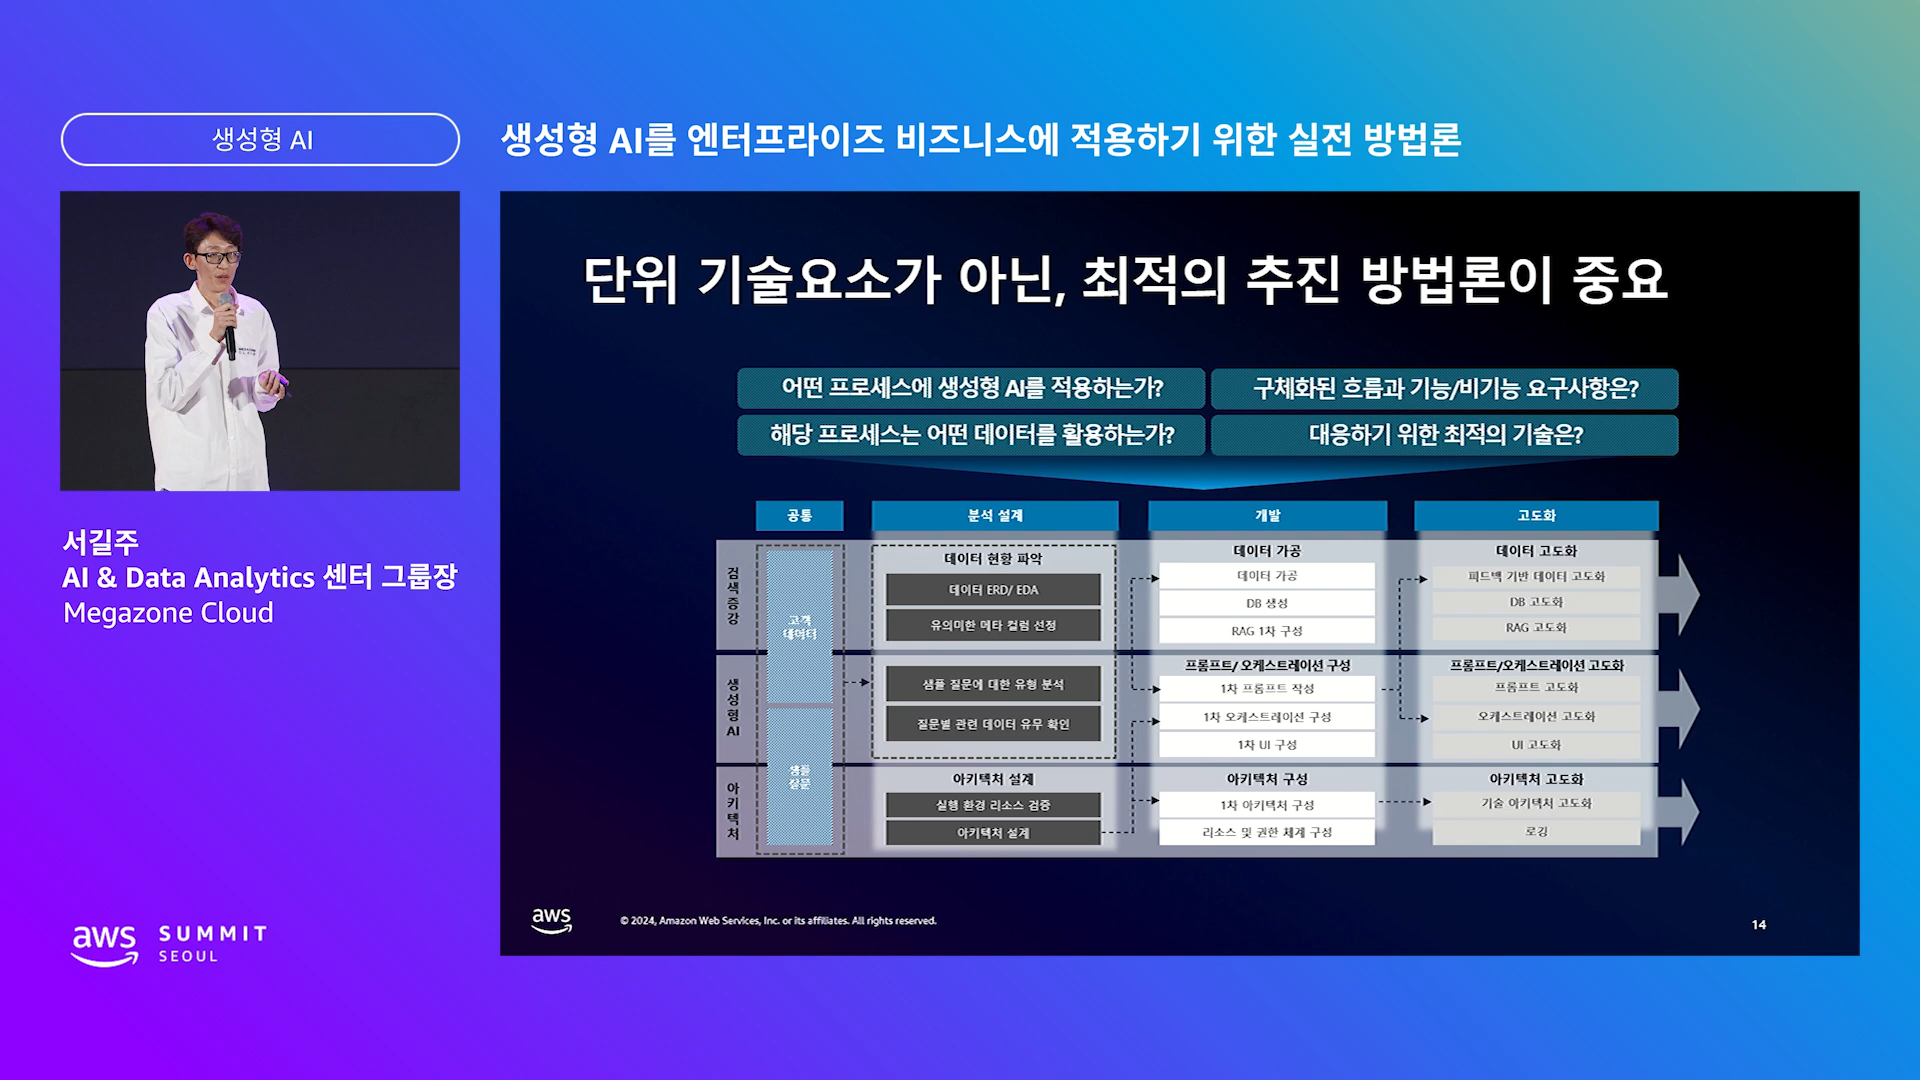 생성형 AI
생성형 AI를 엔터프라이즈 비즈니스에 적용하기 위한 실전 방법론
서길주
AI & Data Analytics 센터 그룹장
Megazone Cloud
aws
SUMMIT
SEOUL
단위 기술요소가 아닌, 최적의 추진 방법론이 중요
어떤 프로세스에 생성형 AI를 적용하는가?
구체화된 흐름과 기능/비기능 요구사항은?
해당 프로세스는 어떤 데이터를 활용하는가?
대응하기 위한 최적의 기술은?
공통
분석 설계
개발
고도화
검색증강
고객
데이터
데이터 현황 파악
데이터 ERD/ EDA
유의미한 메타 컬럼 선정
데이터 가공
데이터 가공
DB 생성
RAG 1차 구성
데이터 고도화
피드백 기반 데이터 고도화
DB 고도화
RAG 고도화
생성형 AI
샘플 질문에 대한 유형 분석
질문별 관련 데이터 유무 확인
프롬프트/ 오케스트레이션 구성
1차 프롬프트 작성
1차 오케스트레이션 구성
1차 UI 구성
프롬프트/오케스트레이션 고도화
프롬프트 고도화
오케스트레이션 고도화
UI 고도화
샘플
질문
아키텍처
아키텍처 설계
실행 환경 리소스 검증
아키텍처 설계
아키텍처 구성
1차 아키텍처 구성
리소스 및 권한 체계 구성
아키텍처 고도화
기술 아키텍처 고도화
로깅
aws
© 2024, Amazon Web Services, Inc. or its affiliates. All rights reserved.
14